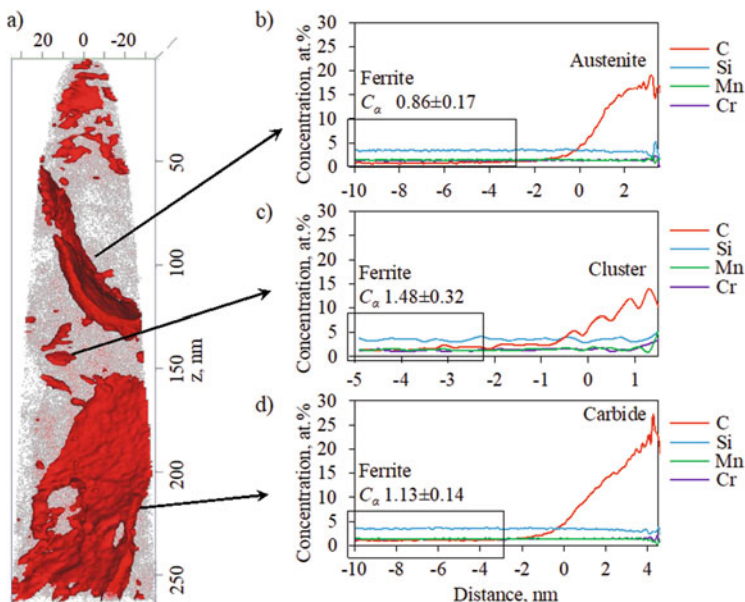 a)
20 0 -20
50
100
150
z, nm
200
250
b)
Concentration, at.%
30
25
20
15
10
5
0
Ferrite
Cα 0.86±0.17
Austenite
C
Si
Mn
Cr
-10 -8 -6 -4 -2 0 2
c)
Concentration, at.%
30
25
20
15
10
5
0
Ferrite
Cα 1.48±0.32
Cluster
C
Si
Mn
Cr
-5 -4 -3 -2 -1 0 1
d)
Concentration, at.%
30
25
20
15
10
5
0
Ferrite
Cα 1.13±0.14
Carbide
C
Si
Mn
Cr
-10 -8 -6 -4 -2 0 2 4
Distance, nm